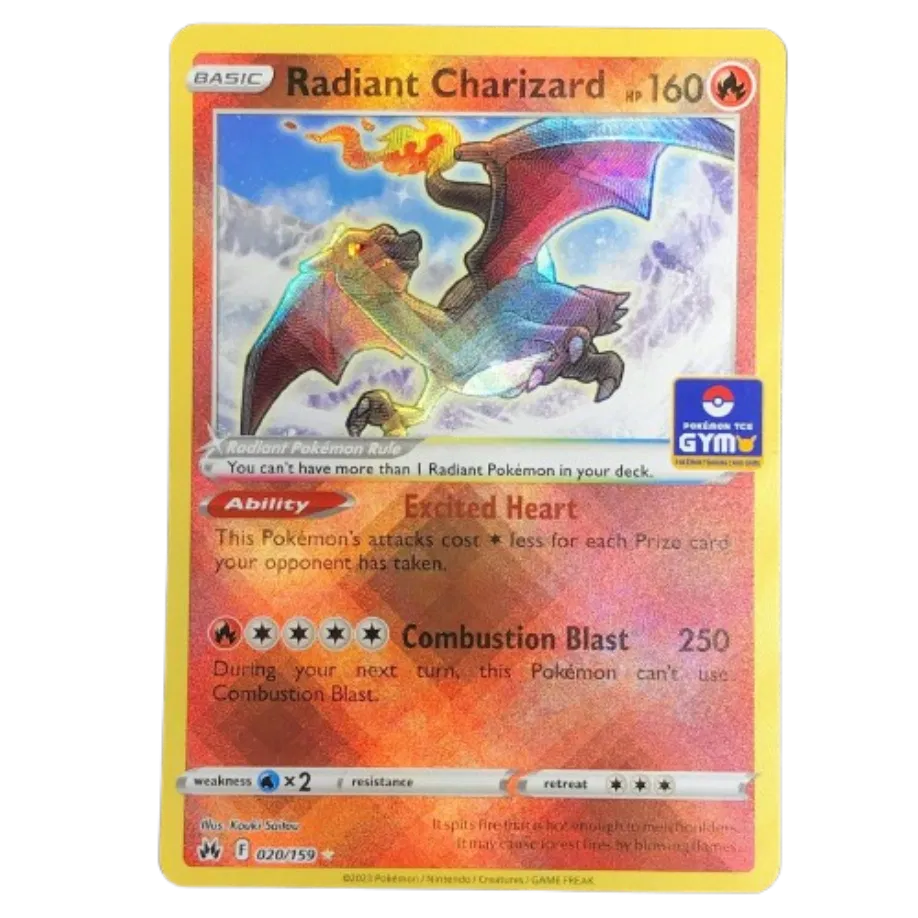 BASIC Radiant Charizard HP 160
POKÉMON TCG
GYM
Radiant Pokémon Rule
You can't have more than 1 Radiant Pokémon in your deck.
Ability Excited Heart
This Pokémon's attacks cost less for each Prize card
your opponent has taken.
Combustion Blast 250
During your next turn, this Pokémon can't use
Combustion Blast.
weakness ×2 resistance retreat
Illus. Kouki Saitou
It spits fire that is hot enough to melt boulders.
It may cause forest fires by blowing flames.
F 020/159
©2023 Pokémon / Nintendo / Creatures / GAME FREAK